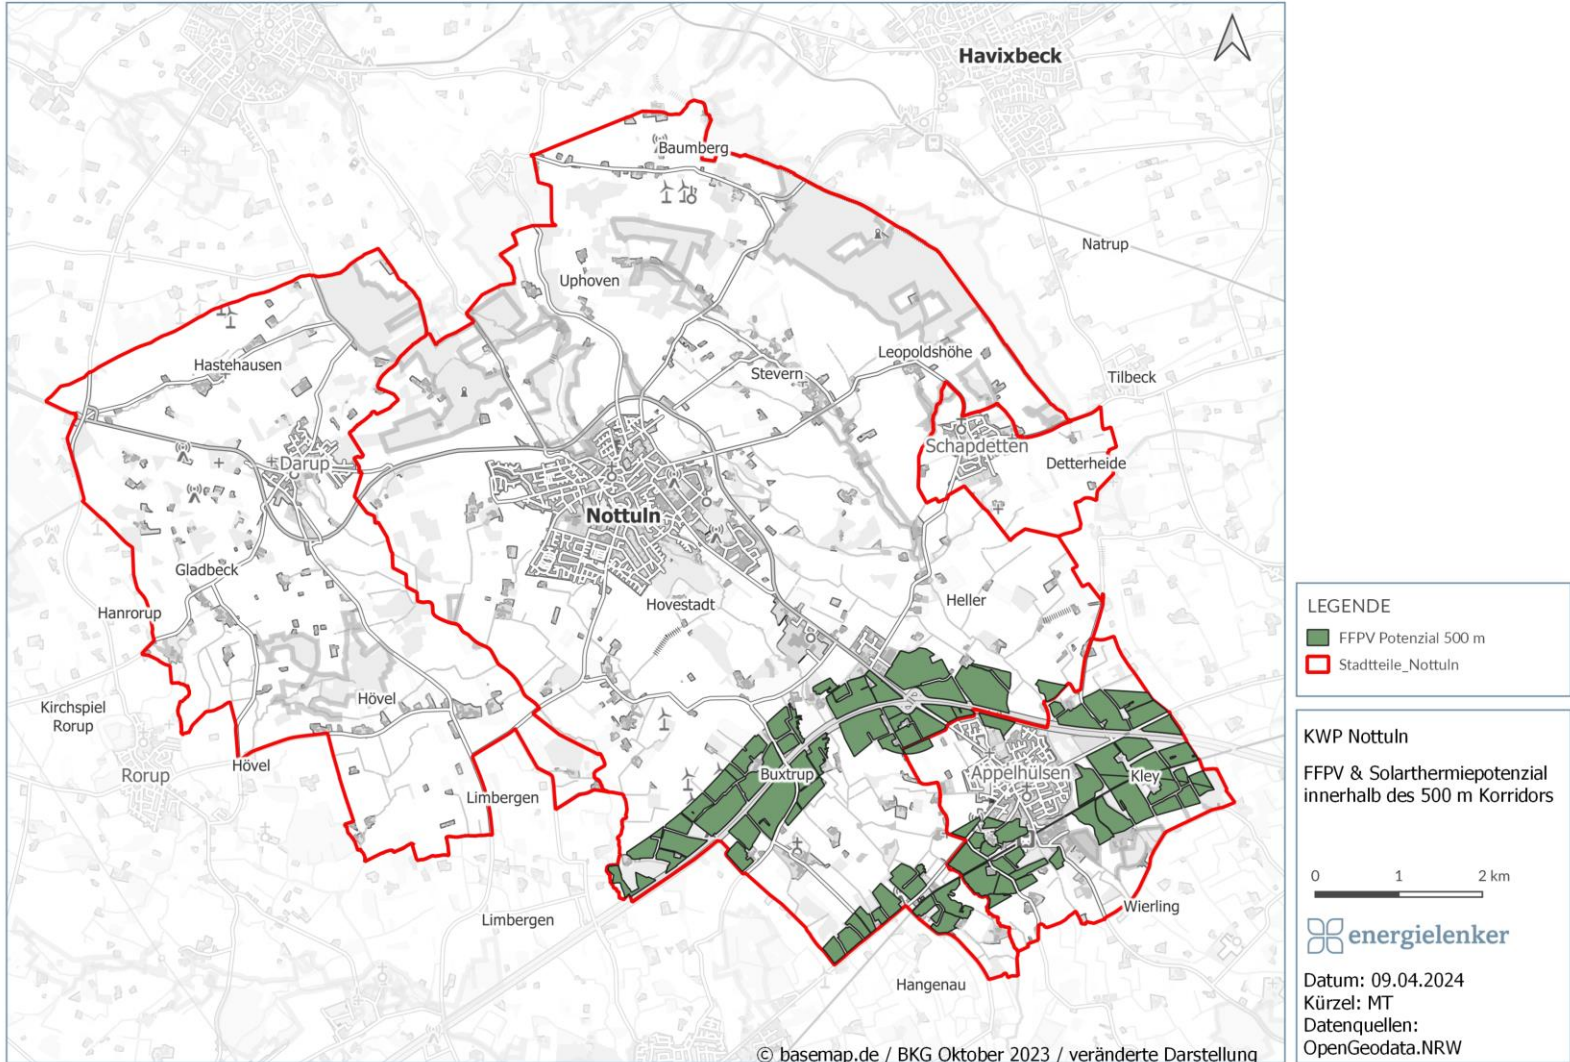 Havixbeck
Baumberg
Natrup
Uphoven
Leopoldshöhe
Hastehausen
Stevern
Tilbeck
Schapdetten
Darup
Detterheide
Nottuln
Gladbeck
Heller
Hovestadt
Hanrorup
Hövel
Kirchspiel
Rorup
Rorup
Hövel
Buxtrup
Appelhülsen
Kley
Limbergen
Wierling
Limbergen
Hangenau
© basemap.de / BKG Oktober 2023 / veränderte Darstellung
LEGENDE
FFPV Potenzial 500 m
Stadtteile_Nottuln
KWP Nottuln
FFPV & Solarthermiepotenzial
innerhalb des 500 m Korridors
0 1 2 km
energielenker
Datum: 09.04.2024
Kürzel: MT
Datenquellen:
OpenGeodata.NRW